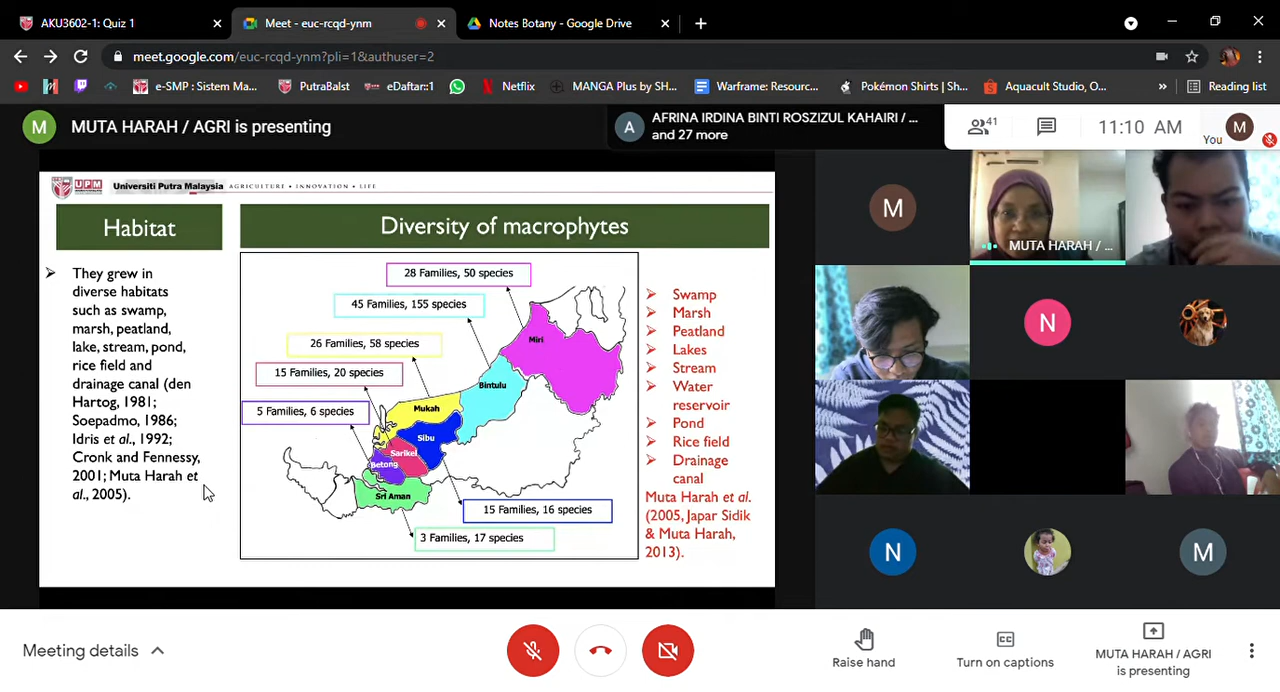 AKU3602-1: Quiz 1
Meet - euc-rcqd-ynm
Notes Botany - Google Drive
meet.google.com/euc-rcqd-ynm?pli=1&authuser=2
e-SMP : Sistem Ma...
PutraBalst
eDaftar::1
Netflix
MANGA Plus by SH...
Warframe: Resourc...
Pokémon Shirts | Sh...
Aquacult Studio, O...
»
Reading list
M
MUTA HARAH / AGRI is presenting
A
AFRINA IRDINA BINTI ROSZIZUL KAHAIRI / ...
and 27 more
41
11:10 AM
You
M
UPM
Universiti Putra Malaysia
AGRICULTURE • INNOVATION • LIFE
Habitat
They grew in
diverse habitats
such as swamp,
marsh, peatland,
lake, stream, pond,
rice field and
drainage canal (den
Hartog, 1981;
Soepadmo, 1986;
Idris et al., 1992;
Cronk and Fennessy,
2001; Muta Harah et
al., 2005).
Diversity of macrophytes
28 Families, 50 species
45 Families, 155 species
26 Families, 58 species
15 Families, 20 species
5 Families, 6 species
Miri
Bintulu
Mukah
Sibu
Sarikei
Betong
Sri Aman
15 Families, 16 species
3 Families, 17 species
Swamp
Marsh
Peatland
Lakes
Stream
Water
reservoir
Pond
Rice field
Drainage
canal
Muta Harah et al.
(2005, Japar Sidik
& Muta Harah,
2013).
M
MUTA HARAH / ...
N
N
M
Meeting details
Raise hand
Turn on captions
MUTA HARAH / AGRI
is presenting